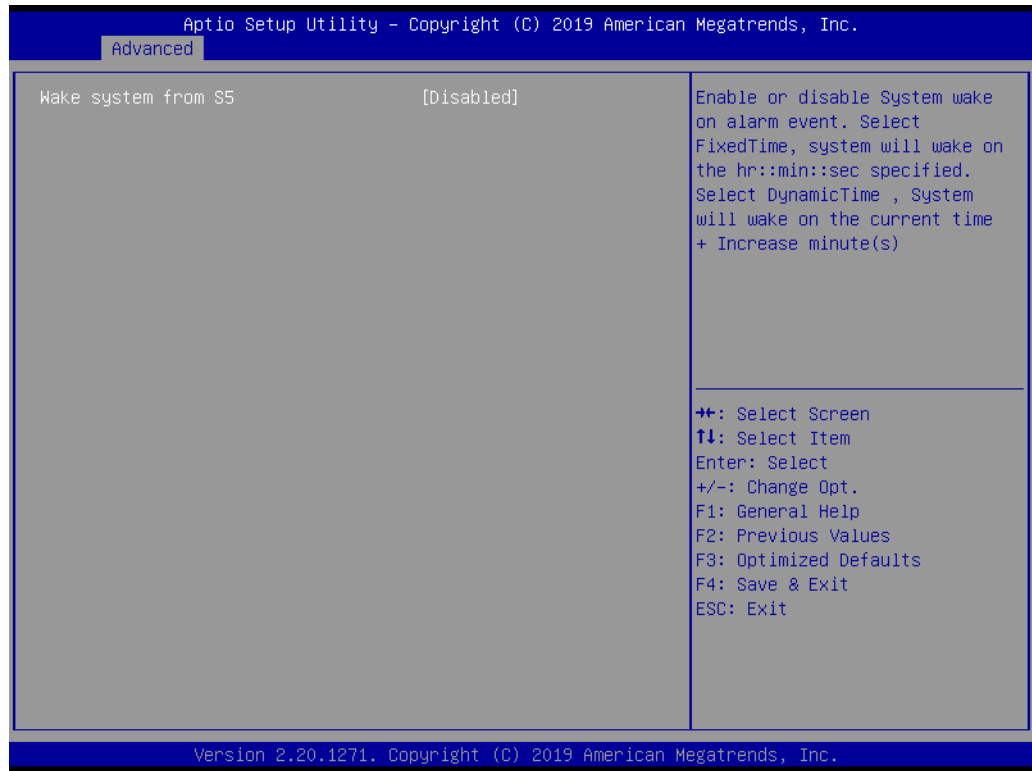 Aptio Setup Utility – Copyright (C) 2019 American Megatrends, Inc.
Advanced
Wake system from S5 [Disabled]
Enable or disable System wake
on alarm event. Select
FixedTime, system will wake on
the hr::min::sec specified.
Select DynamicTime , System
will wake on the current time
+ Increase minute(s)
→←: Select Screen
↑↓: Select Item
Enter: Select
+/-: Change Opt.
F1: General Help
F2: Previous Values
F3: Optimized Defaults
F4: Save & Exit
ESC: Exit
Version 2.20.1271. Copyright (C) 2019 American Megatrends, Inc.